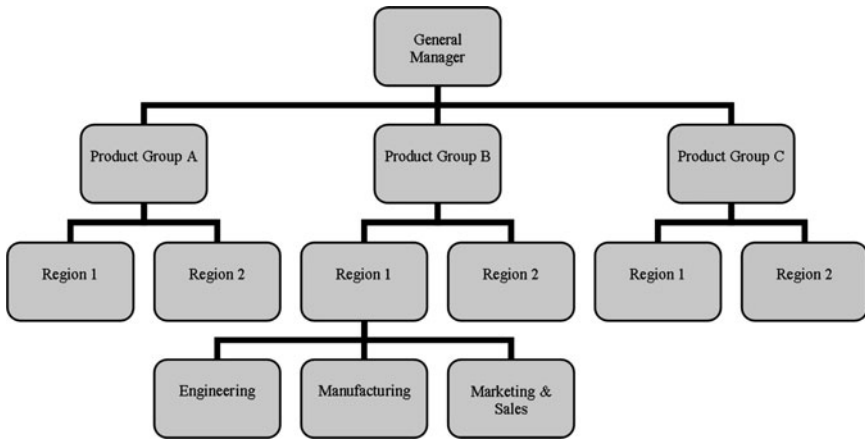 General
Manager
Product Group A
Product Group B
Product Group C
Region 1
Region 2
Region 1
Region 2
Region 1
Region 2
Engineering
Manufacturing
Marketing &
Sales